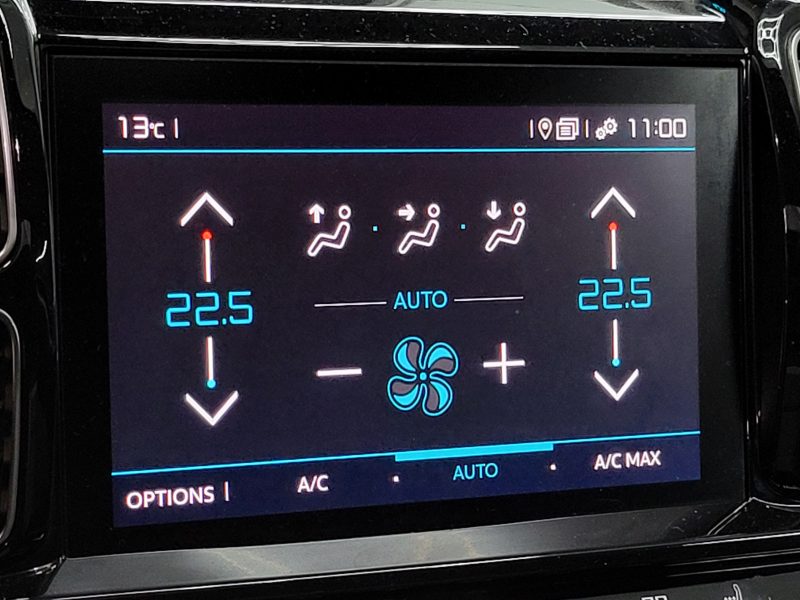 13°C 11:00
22.5 22.5
AUTO
OPTIONS A/C AUTO A/C MAX